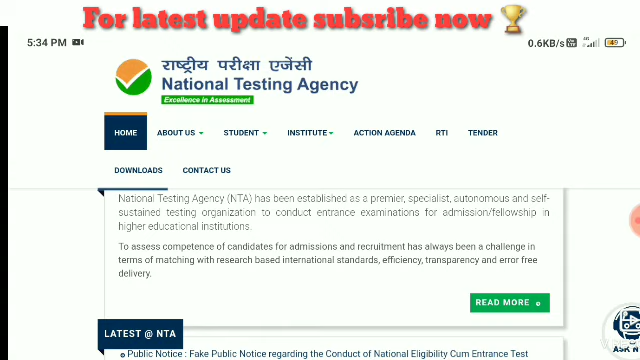 For latest update subsribe now
5:34 PM
0.6KB/s
4G
49
राष्ट्रीय परीक्षा एजेंसी
National Testing Agency
Excellence in Assessment
HOME ABOUT US STUDENT INSTITUTE ACTION AGENDA RTI TENDER
DOWNLOADS CONTACT US
National Testing Agency (NTA) has been established as a premier, specialist, autonomous and self-
sustained testing organization to conduct entrance examinations for admission/fellowship in
higher educational institutions.
To assess competence of candidates for admissions and recruitment has always been a challenge in
terms of matching with research based international standards, efficiency, transparency and error free
delivery.
READ MORE
LATEST @ NTA
Public Notice : Fake Public Notice regarding the Conduct of National Eligibility Cum Entrance Test